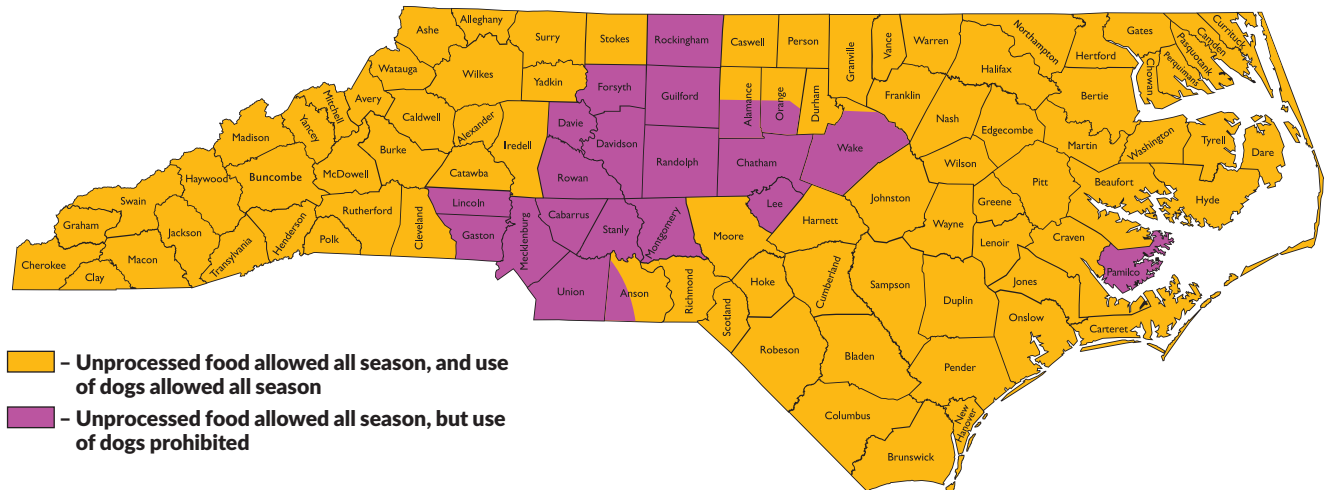 Alleghany
Ashe
Surry
Stokes
Rockingham
Caswell
Person
Granville
Vance
Warren
Northampton
Hertford
Gates
Currituck
Camden
Pasquotank
Perquimans
Chowan
Watauga
Wilkes
Yadkin
Forsyth
Guilford
Alamance
Orange
Durham
Franklin
Halifax
Bertie
Mitchell
Avery
Yancey
Caldwell
Alexander
Iredell
Davie
Davidson
Randolph
Chatham
Wake
Nash
Edgecombe
Martin
Washington
Tyrell
Dare
Madison
Haywood
Buncombe
McDowell
Burke
Catawba
Rowan
Lee
Wilson
Pitt
Beaufort
Hyde
Swain
Graham
Jackson
Transylvania
Henderson
Polk
Rutherford
Cleveland
Lincoln
Gaston
Mecklenburg
Cabarrus
Stanly
Montgomery
Moore
Harnett
Johnston
Wayne
Greene
Lenoir
Craven
Pamilco
Cherokee
Clay
Macon
Union
Anson
Richmond
Scotland
Hoke
Cumberland
Sampson
Duplin
Jones
Onslow
Carteret
Robeson
Bladen
Pender
Columbus
New
Hanover
Brunswick
– Unprocessed food allowed all season, and use
of dogs allowed all season
– Unprocessed food allowed all season, but use
of dogs prohibited